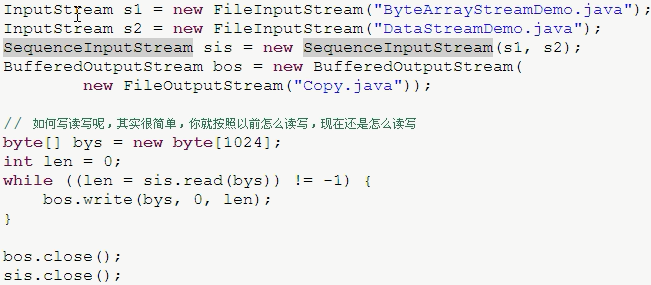 InputStream s1 = new FileInputStream("ByteArrayStreamDemo.java");
InputStream s2 = new FileInputStream("DataStreamDemo.java");
SequenceInputStream sis = new SequenceInputStream(s1, s2);
BufferedOutputStream bos = new BufferedOutputStream(
        new FileOutputStream("Copy.java"));
// 如何写读写呢，其实很简单，你就按照以前怎么读写，现在还是怎么读写
byte[] bys = new byte[1024];
int len = 0;
while ((len = sis.read(bys)) != -1) {
    bos.write(bys, 0, len);
}
bos.close();
sis.close();